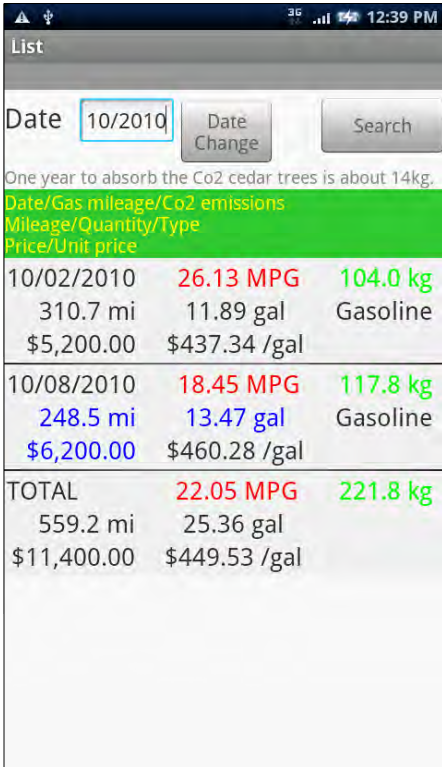 3G 12:39 PM
List
Date 10/2010 Date Change Search
One year to absorb the Co2 cedar trees is about 14kg.
Date/Gas mileage/Co2 emissions
Mileage/Quantity/Type
Price/Unit price
10/02/2010 26.13 MPG 104.0 kg
310.7 mi 11.89 gal Gasoline
$5,200.00 $437.34 /gal
10/08/2010 18.45 MPG 117.8 kg
248.5 mi 13.47 gal Gasoline
$6,200.00 $460.28 /gal
TOTAL 22.05 MPG 221.8 kg
559.2 mi 25.36 gal
$11,400.00 $449.53 /gal